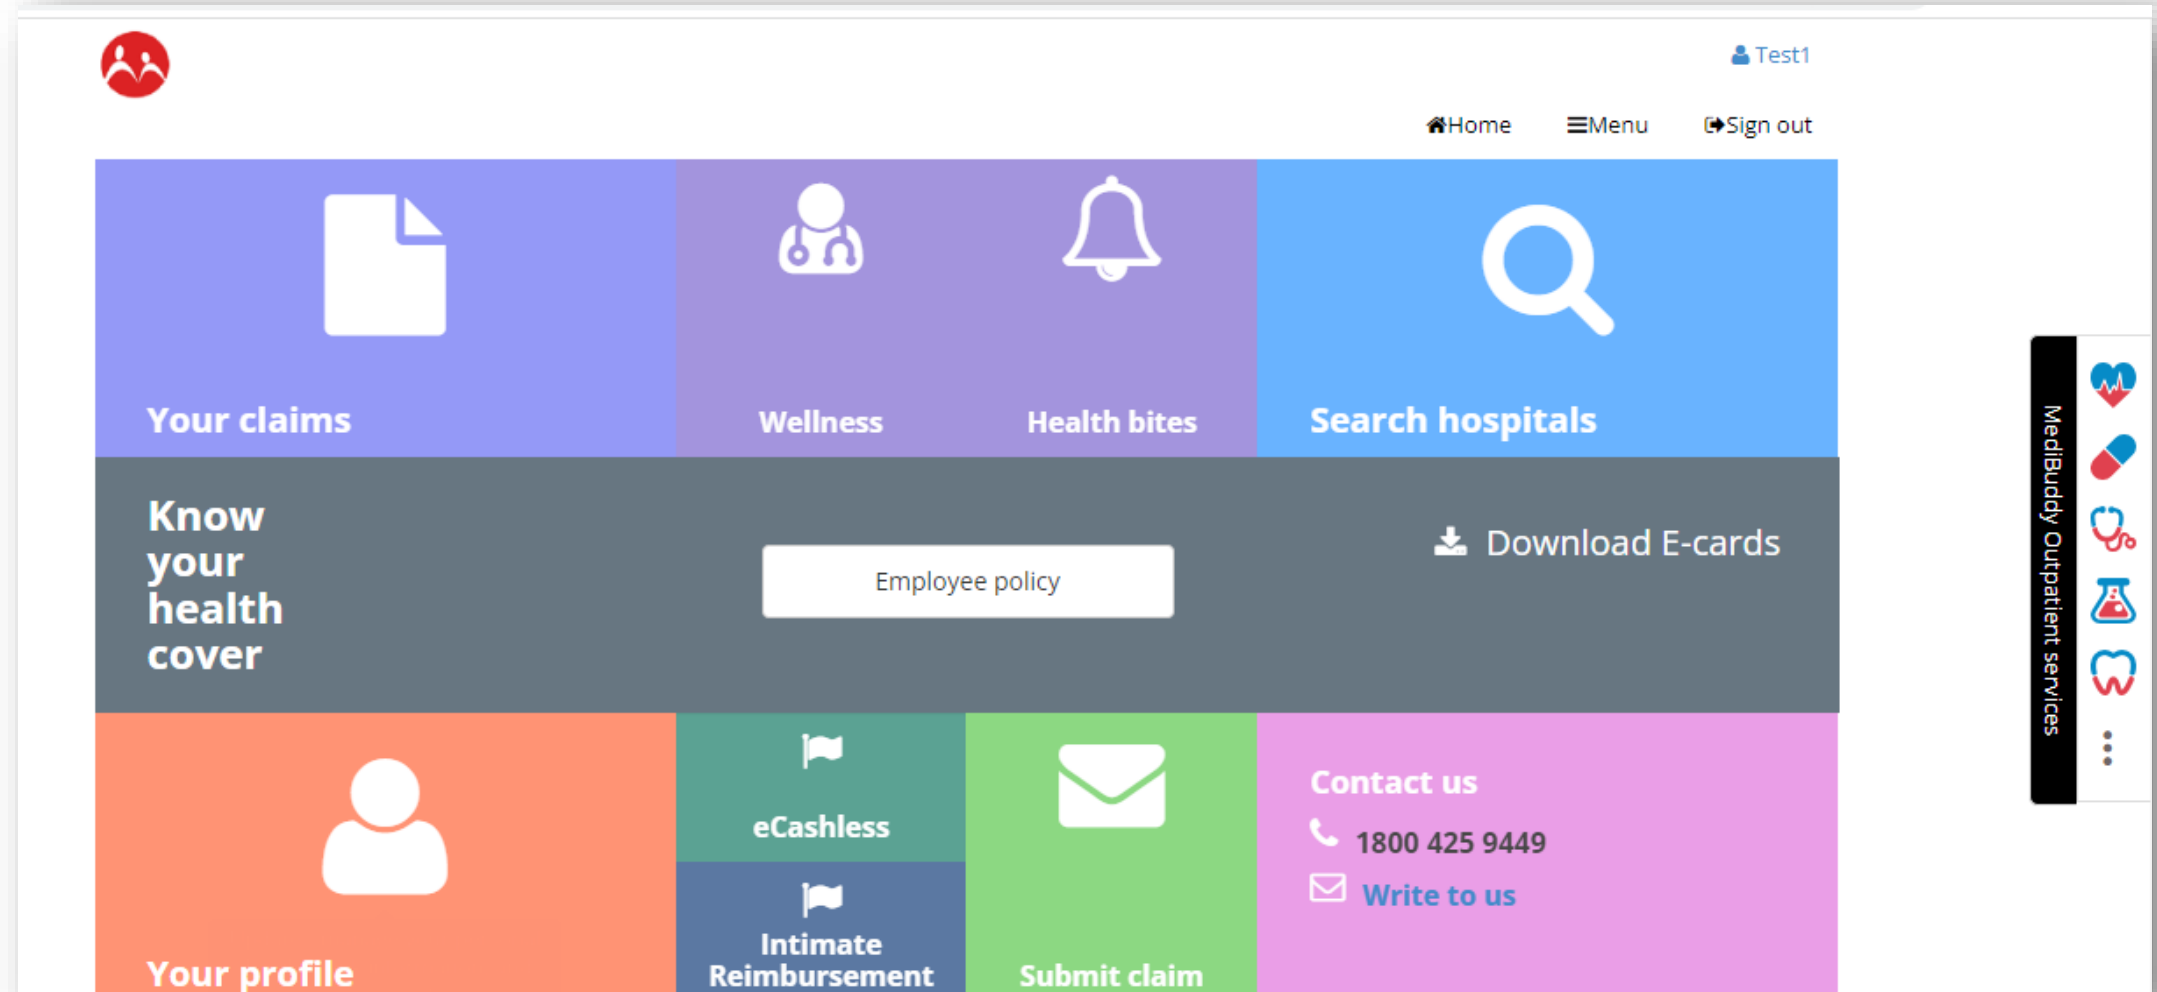 Test1
Home Menu Sign out
Your claims
Wellness
Health bites
Search hospitals
Know
your
health
cover
Employee policy
Download E-cards
MediBuddy Outpatient services
Your profile
eCashless
Intimate
Reimbursement
Submit claim
Contact us
1800 425 9449
Write to us